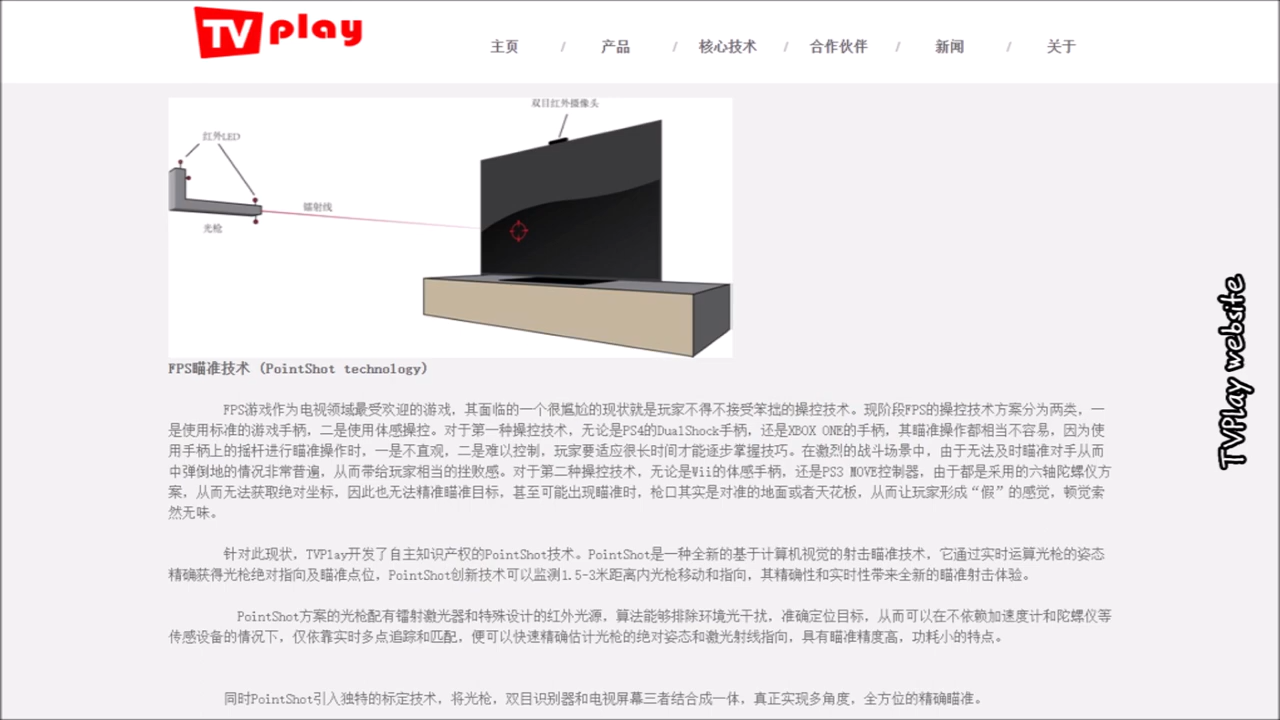 TV play
主页 / 产品 / 核心技术 / 合作伙伴 / 新闻 / 关于
双目红外摄像头
红外LED
镭射线
光枪
TVPlay website
FPS瞄准技术 (PointShot technology)
FPS游戏作为电视领域最受欢迎的游戏，其面临的一个很尴尬的现状就是玩家不得不接受笨拙的操控技术。现阶段FPS的操控技术方案分为两类，一
是使用标准的游戏手柄，二是使用体感操控。对于第一种操控技术，无论是PS4的DualShock手柄，还是XBOX ONE的手柄，其瞄准操作都相当不容易，因为使
用手柄上的摇杆进行瞄准操作时，一是不直观，二是难以控制，玩家要适应很长时间才能逐步掌握技巧。在激烈的战斗场景中，由于无法及时瞄准对手从而
中弹倒地的情况非常普遍，从而带给玩家相当的挫败感。对于第二种操控技术，无论是Wii的体感手柄，还是PS3 MOVE控制器，由于都是采用的六轴陀螺仪方
案，从而无法获取绝对坐标，因此也无法精准瞄准目标，甚至可能出现瞄准时，枪口其实是对准的地面或者天花板，从而让玩家形成“假”的感觉，顿觉索
然无味。
针对此现状，TVPlay开发了自主知识产权的PointShot技术。PointShot是一种全新的基于计算机视觉的射击瞄准技术，它通过实时运算光枪的姿态
精确获得光枪绝对指向及瞄准点位，PointShot创新技术可以监测1.5-3米距离内光枪移动和指向，其精确性和实时性带来全新的瞄准射击体验。
PointShot方案的光枪配有镭射激光器和特殊设计的红外光源，算法能够排除环境光干扰，准确定位目标，从而可以在不依赖加速度计和陀螺仪等
传感设备的情况下，仅依靠实时多点追踪和匹配，便可以快速精确估计光枪的绝对姿态和激光射线指向，具有瞄准精度高，功耗小的特点。
同时PointShot引入独特的标定技术，将光枪，双目识别器和电视屏幕三者结合成一体，真正实现多角度，全方位的精确瞄准。